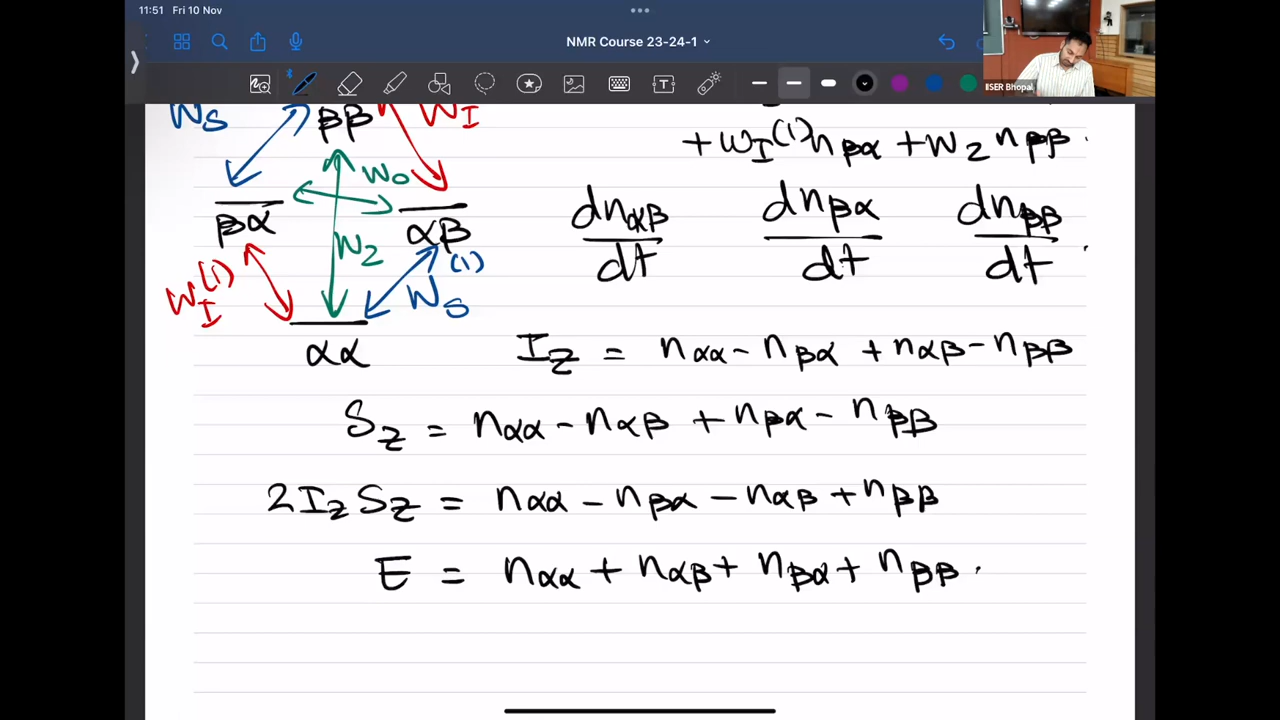 11:51 Fri 10 Nov
NMR Course 23-24-1
IISER Bhopal
W_S ββ W_I
+ W_I^(1) n_βα + W_2 n_ββ
W_0
βα αβ
W_2
W_I^(1) W_S^(1)
αα
dn_αβ/dt dn_βα/dt dn_ββ/dt
I_z = n_αα - n_βα + n_αβ - n_ββ
S_z = n_αα - n_αβ + n_βα - n_ββ
2I_z S_z = n_αα - n_βα - n_αβ + n_ββ
E = n_αα + n_αβ + n_βα + n_ββ .